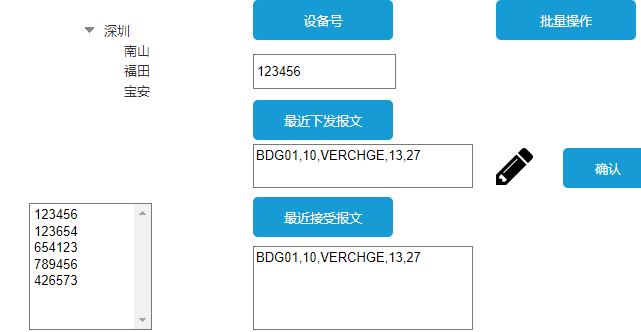 深圳
南山
福田
宝安
设备号
批量操作
123456
最近下发报文
BDG01,10,VERCHGE,13,27
确认
最近接受报文
BDG01,10,VERCHGE,13,27
123456
123654
654123
789456
426573